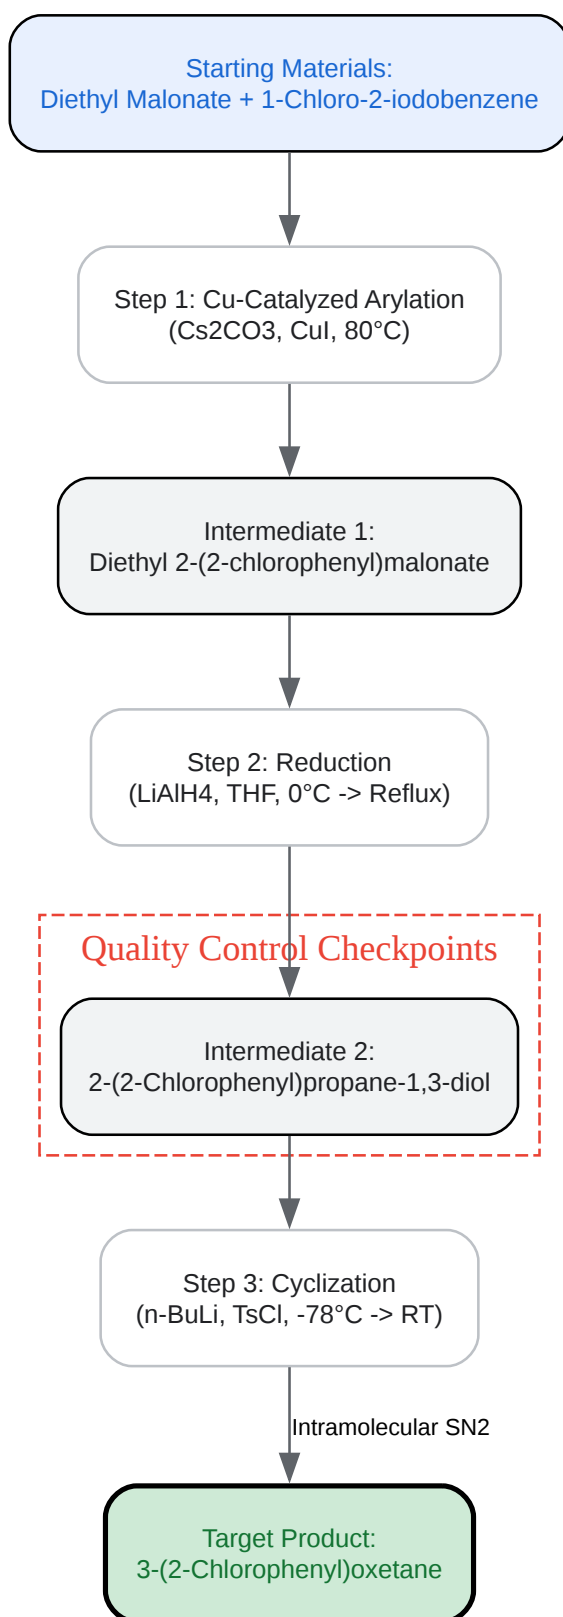 Starting Materials:
Diethyl Malonate + 1-Chloro-2-iodobenzene
Step 1: Cu-Catalyzed Arylation
(Cs2CO3, CuI, 80°C)
Intermediate 1:
Diethyl 2-(2-chlorophenyl)malonate
Step 2: Reduction
(LiAlH4, THF, 0°C -> Reflux)
Quality Control Checkpoints
Intermediate 2:
2-(2-Chlorophenyl)propane-1,3-diol
Step 3: Cyclization
(n-BuLi, TsCl, -78°C -> RT)
Intramolecular SN2
Target Product:
3-(2-Chlorophenyl)oxetane